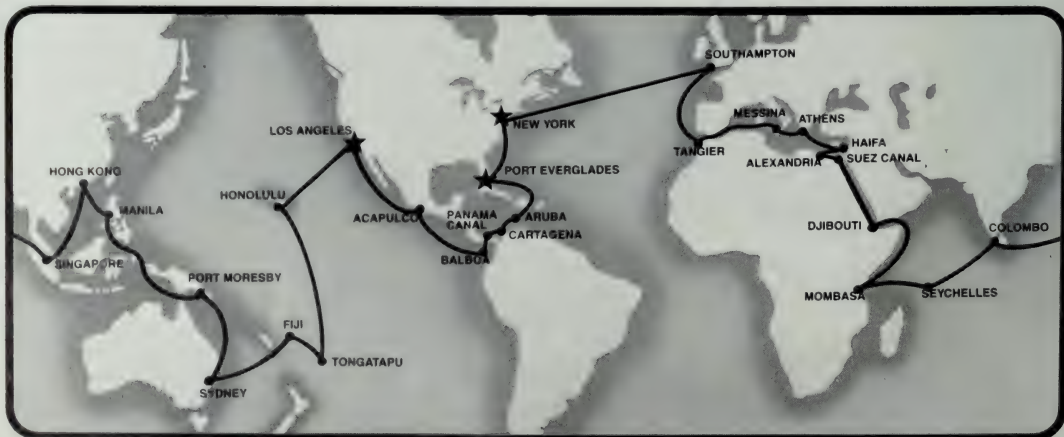 SOUTHAMPTON
NEW YORK
LOS ANGELES
MESSINA
ATHENS
TANGIER
HAIFA
ALEXANDRIA
SUEZ CANAL
PORT EVERGLADES
HONG KONG
HONOLULU
MANILA
ACAPULCO
PANAMA
CANAL
ARUBA
CARTAGENA
DJIBOUTI
COLOMBO
BALBOA
SINGAPORE
PORT MORESBY
MOMBASA
SEYCHELLES
FIJI
TONGATAPU
SYDNEY